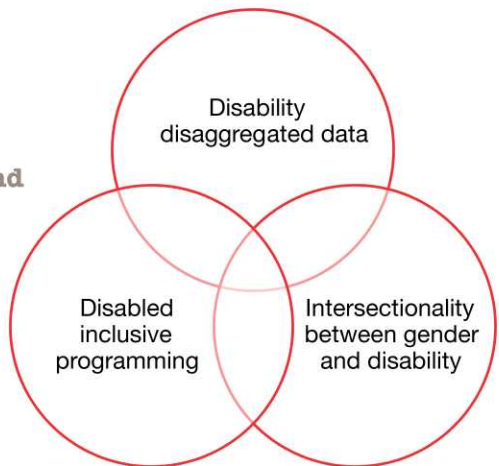 Disability
disaggregated data
Disabled
inclusive
programming
Intersectionality
between gender
and disability